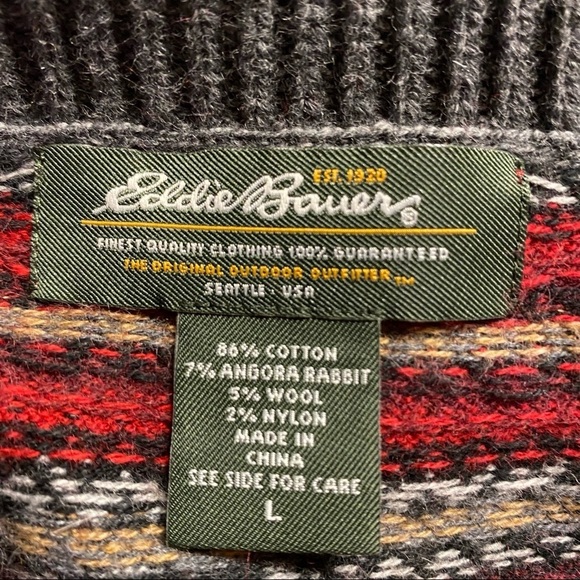 EST. 1920
Eddie Bauer®
FINEST QUALITY CLOTHING 100% GUARANTEED
THE ORIGINAL OUTDOOR OUTFITTER™
SEATTLE · USA
86% COTTON
7% ANGORA RABBIT
5% WOOL
2% NYLON
MADE IN
CHINA
SEE SIDE FOR CARE
L